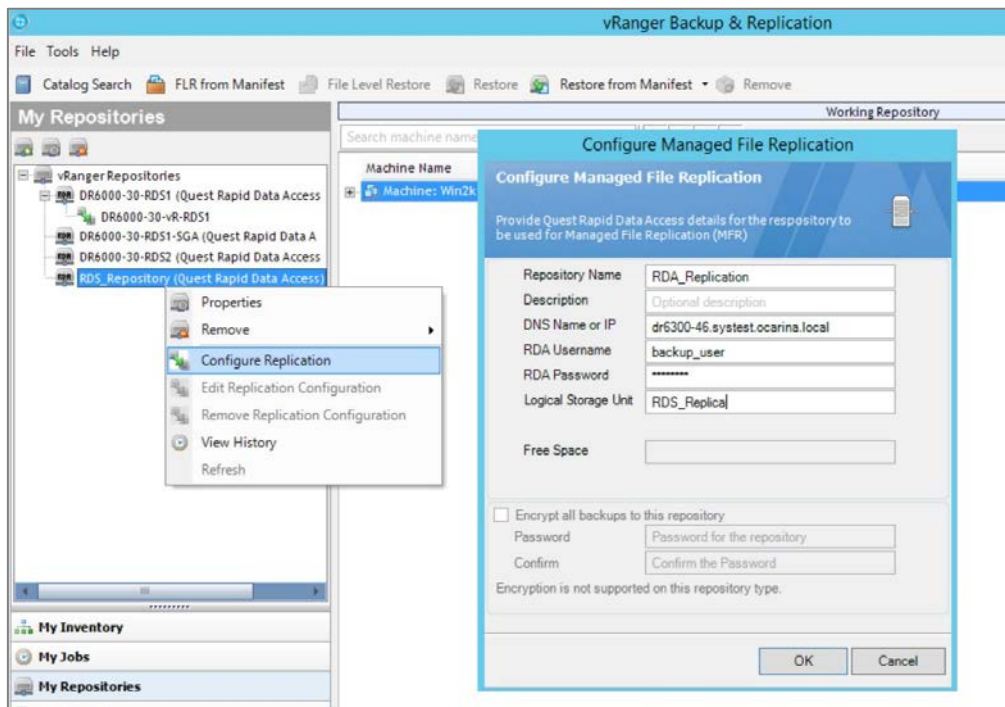 vRanger Backup & Replication
File Tools Help
Catalog Search FLR from Manifest File Level Restore Restore Restore from Manifest Remove
My Repositories
Working Repository
Search machine name
Machine Name
Machine: Win2k
vRanger Repositories
DR6000-30-RDS1 (Quest Rapid Data Access
DR6000-30-vR-RDS1
DR6000-30-RDS1-SGA (Quest Rapid Data A
DR6000-30-RDS2 (Quest Rapid Data Access
RDS_Repository (Quest Rapid Data Access)
Properties
Remove
Configure Replication
Edit Replication Configuration
Remove Replication Configuration
View History
Refresh
My Inventory
My Jobs
My Repositories
Configure Managed File Replication
Configure Managed File Replication
Provide Quest Rapid Data Access details for the respository to
be used for Managed File Replication (MFR)
Repository Name RDA_Replication
Description Optional description
DNS Name or IP dr6300-46.systest.ocarina.local
RDA Username backup_user
RDA Password ••••••••
Logical Storage Unit RDS_Replica
Free Space
Encrypt all backups to this repository
Password Password for the repository
Confirm Confirm the Password
Encryption is not supported on this repository type.
OK Cancel